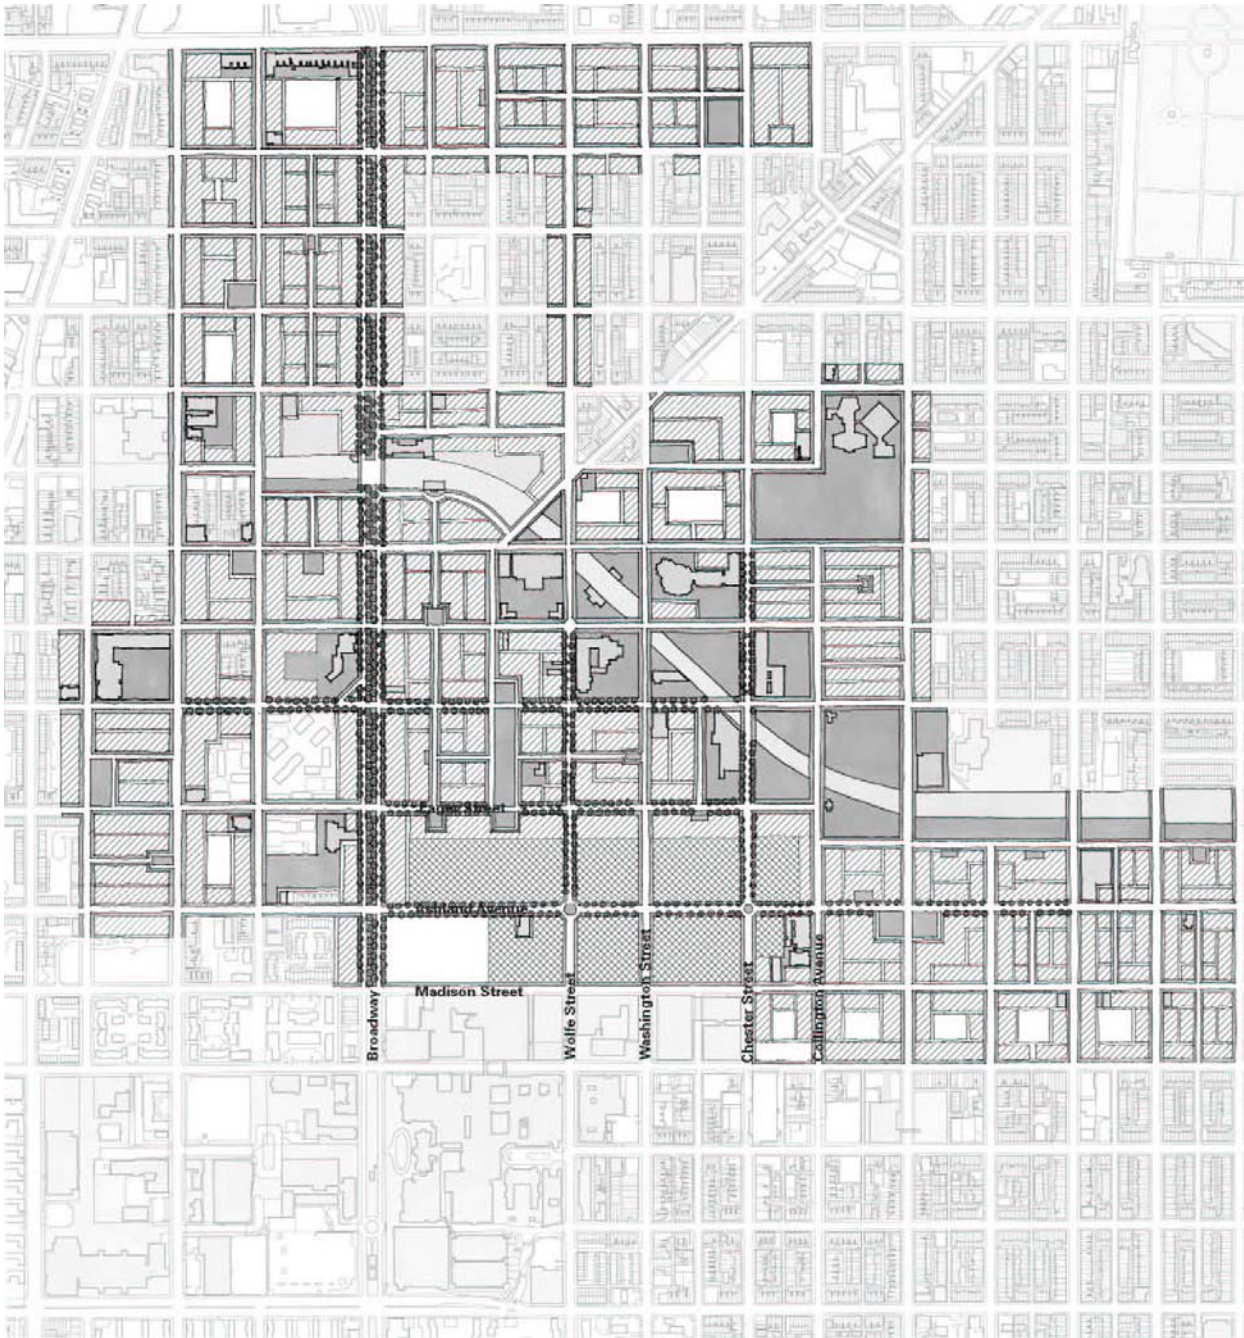 Eager Street
Ashland Avenue
Madison Street
Broadway
Wolfe Street
Washington Street
Chester Street
Collington Avenue